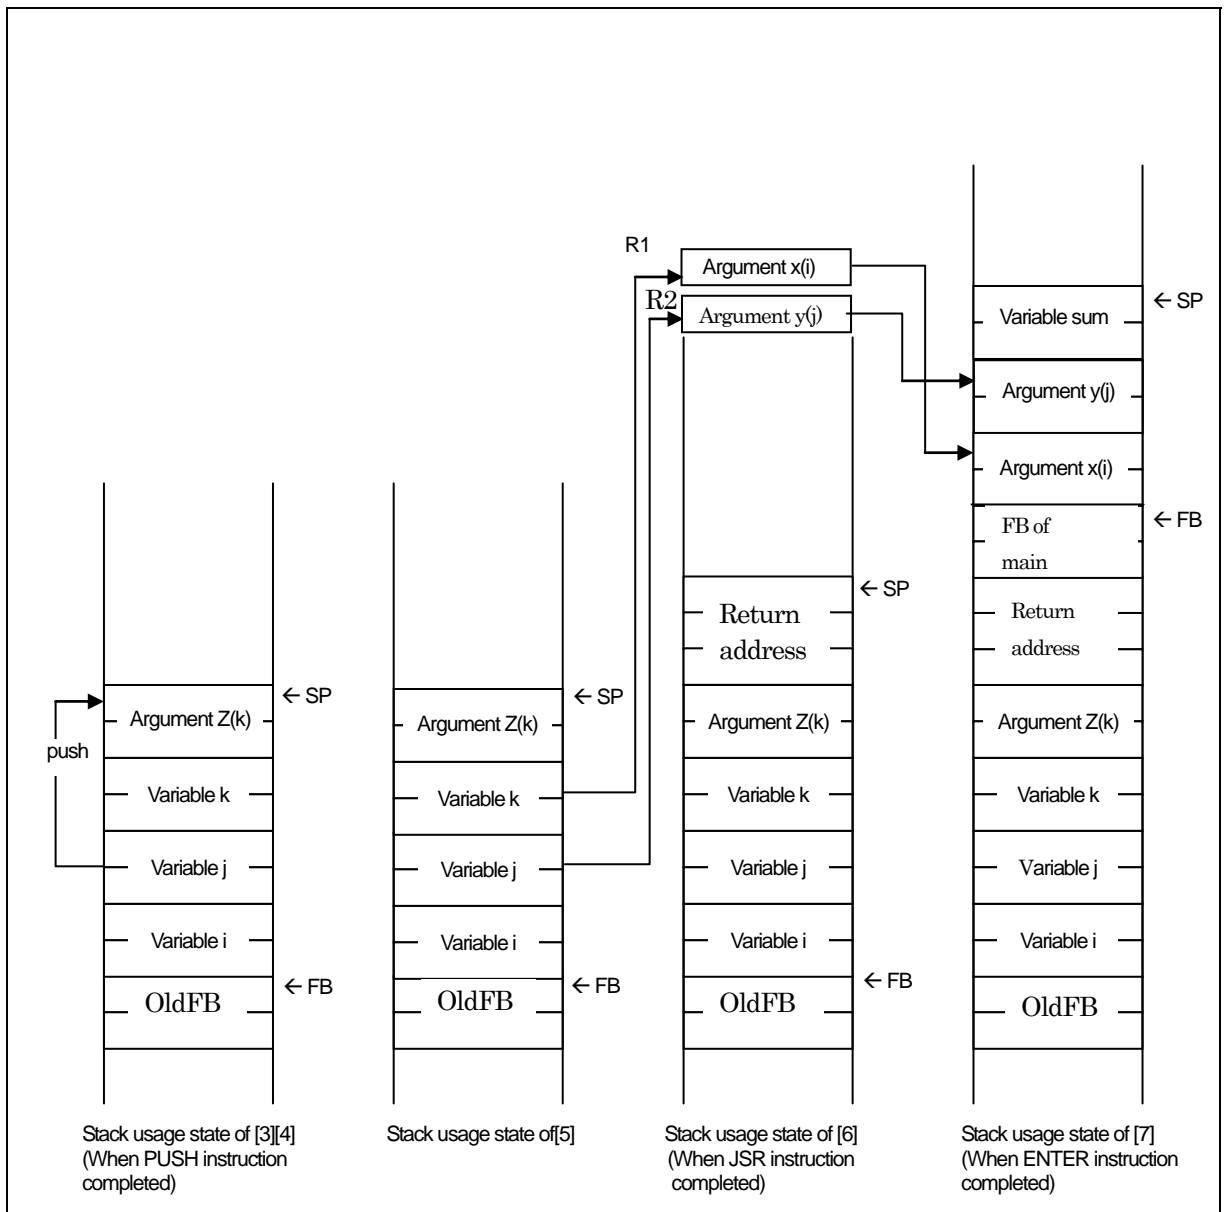 R1
Argument x(i)
R2
Argument y(j)
← SP
Variable sum
Argument y(j)
Argument x(i)
← FB
FB of
main
← SP
Return
address
Return
address
← SP
← SP
Argument Z(k)
Argument Z(k)
Argument Z(k)
Argument Z(k)
push
Variable k
Variable k
Variable k
Variable k
Variable j
Variable j
Variable j
Variable j
Variable i
Variable i
Variable i
Variable i
← FB
← FB
← FB
OldFB
OldFB
OldFB
OldFB
Stack usage state of [3][4]
(When PUSH instruction
completed)
Stack usage state of[5]
Stack usage state of [6]
(When JSR instruction
completed)
Stack usage state of [7]
(When ENTER instruction
completed)